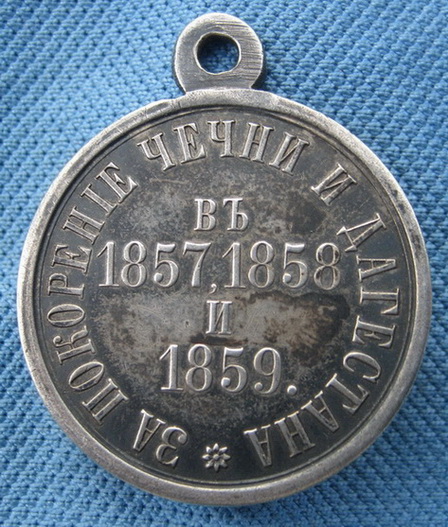 ЗА ПОКОРЕНІЕ ЧЕЧНИ И ДАГЕСТАНА
ВЪ
1857, 1858
И
1859.